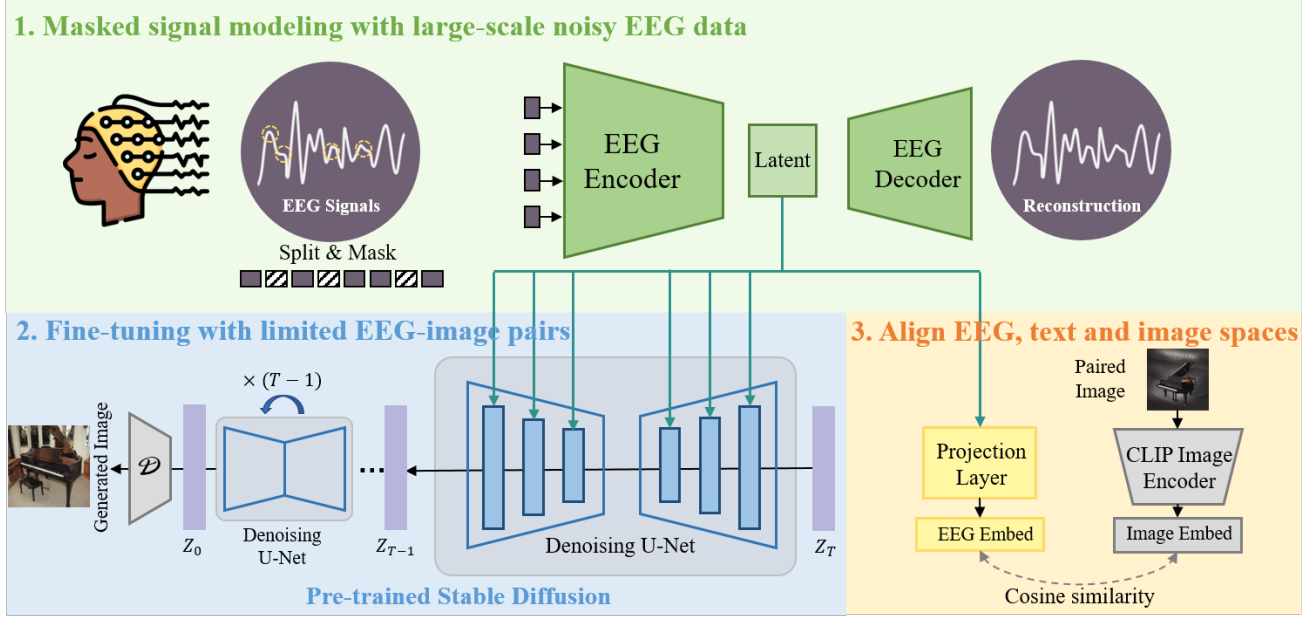 1. Masked signal modeling with large-scale noisy EEG data
EEG Signals
Split & Mask
EEG
Encoder
Latent
EEG
Decoder
Reconstruction
2. Fine-tuning with limited EEG-image pairs
× (T − 1)
Generated Image
𝒟
Z₀
Denoising
U-Net
Z_{T−1}
Denoising U-Net
Z_T
Pre-trained Stable Diffusion
3. Align EEG, text and image spaces
Paired
Image
Projection
Layer
CLIP Image
Encoder
EEG Embed
Image Embed
Cosine similarity